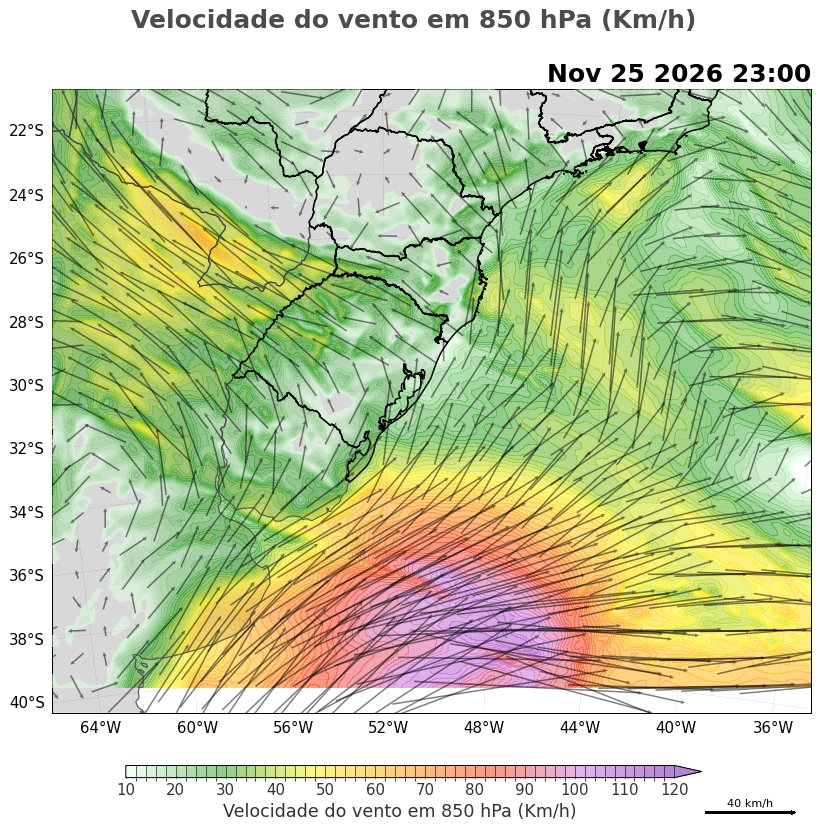 Velocidade do vento em 850 hPa (Km/h)
Nov 25 2026 23:00
22°S
24°S
26°S
28°S
30°S
32°S
34°S
36°S
38°S
40°S
64°W 60°W 56°W 52°W 48°W 44°W 40°W 36°W
10 20 30 40 50 60 70 80 90 100 110 120
Velocidade do vento em 850 hPa (Km/h)
40 km/h